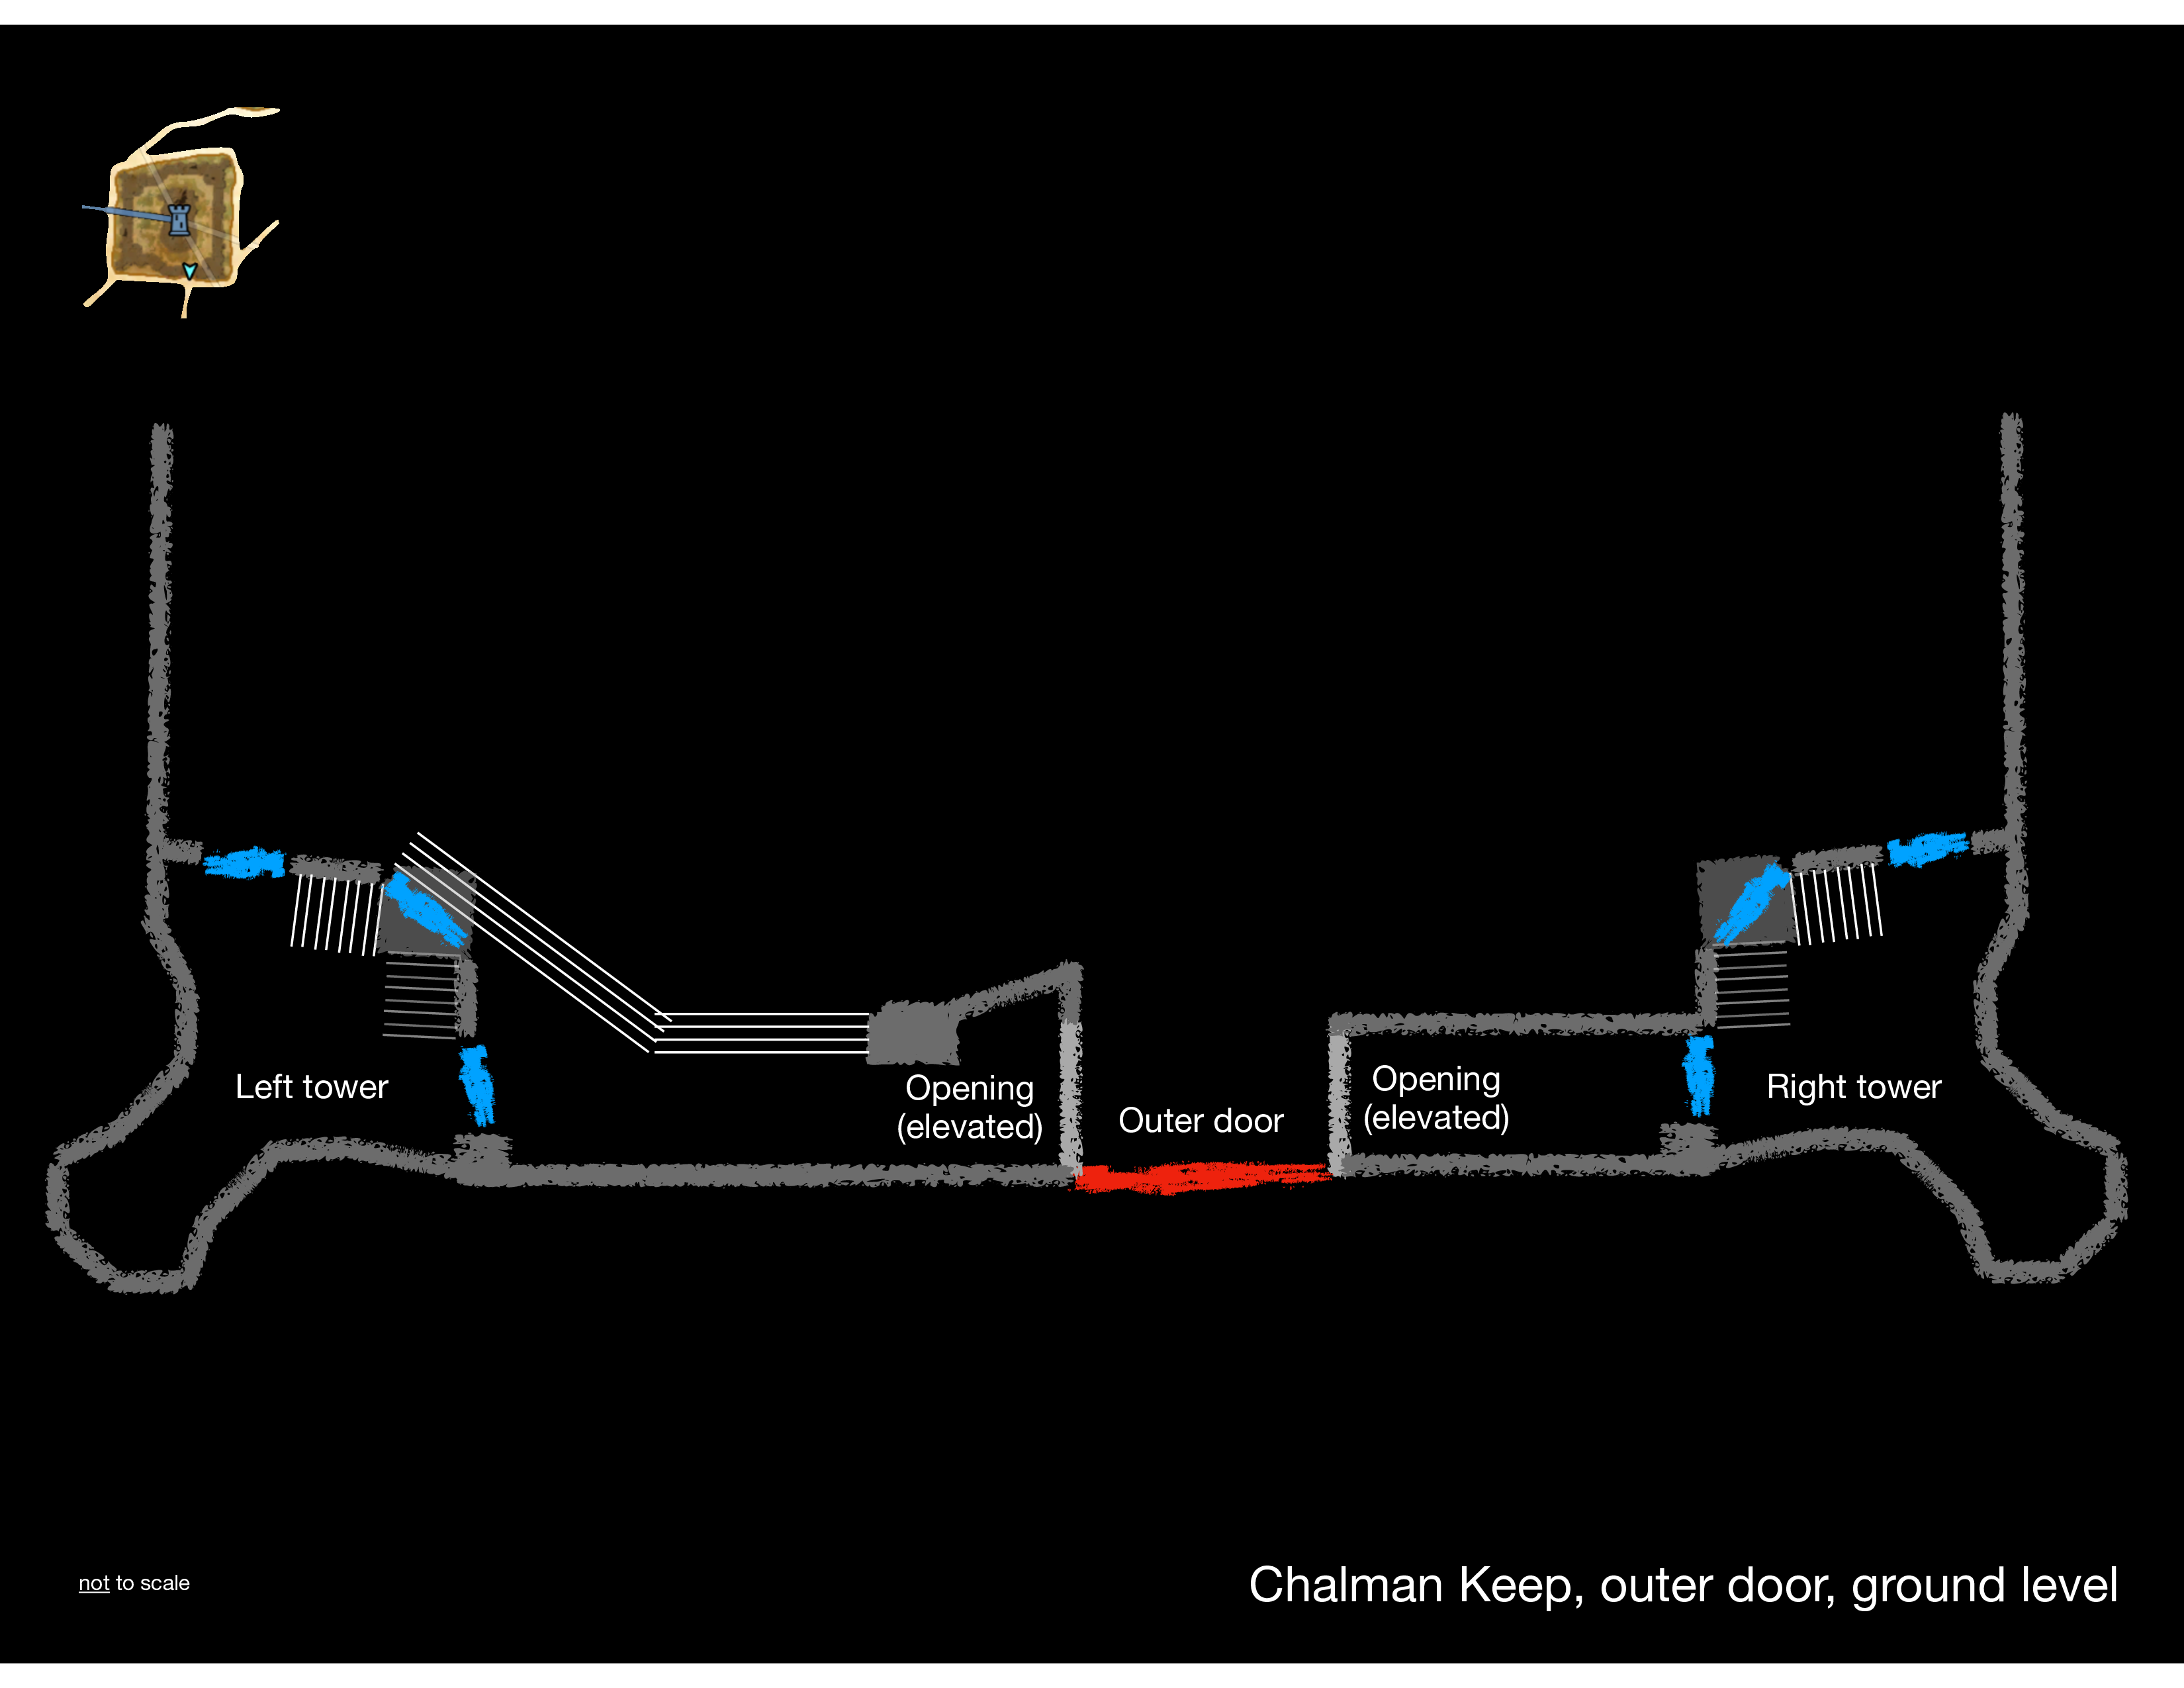 Left tower
Opening
(elevated)
Outer door
Opening
(elevated)
Right tower
not to scale
Chalman Keep, outer door, ground level